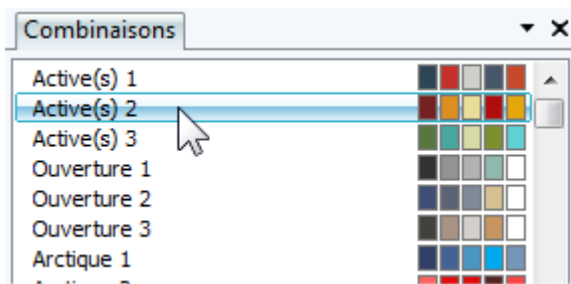 Combinaisons
Active(s) 1
Active(s) 2
Active(s) 3
Ouverture 1
Ouverture 2
Ouverture 3
Arctique 1